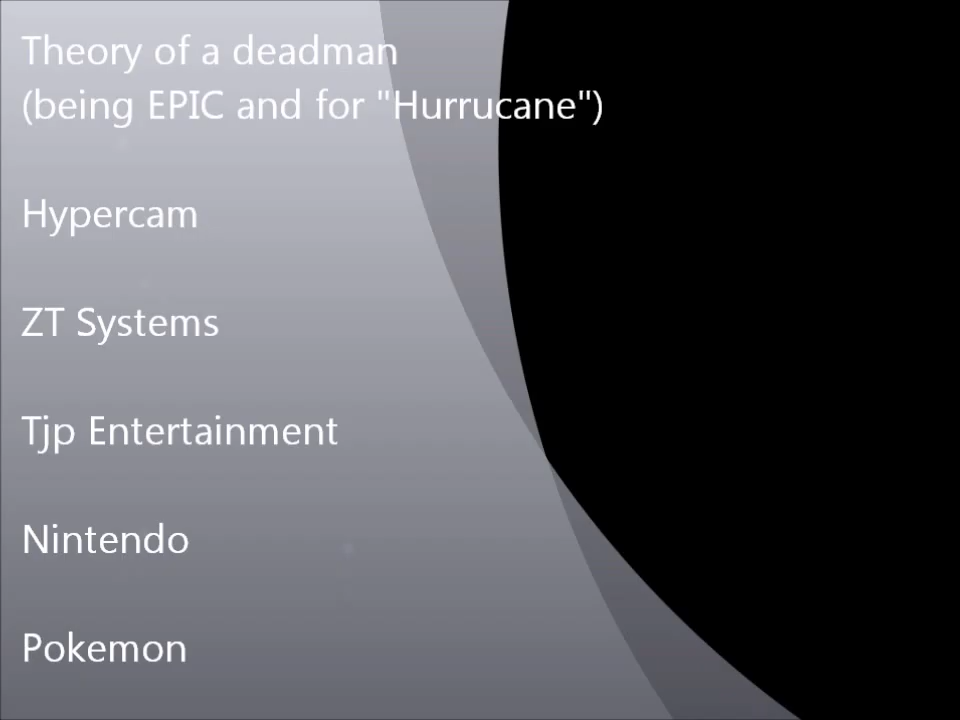 Theory of a deadman
(being EPIC and for "Hurrucane")
Hypercam
ZT Systems
Tjp Entertainment
Nintendo
Pokemon